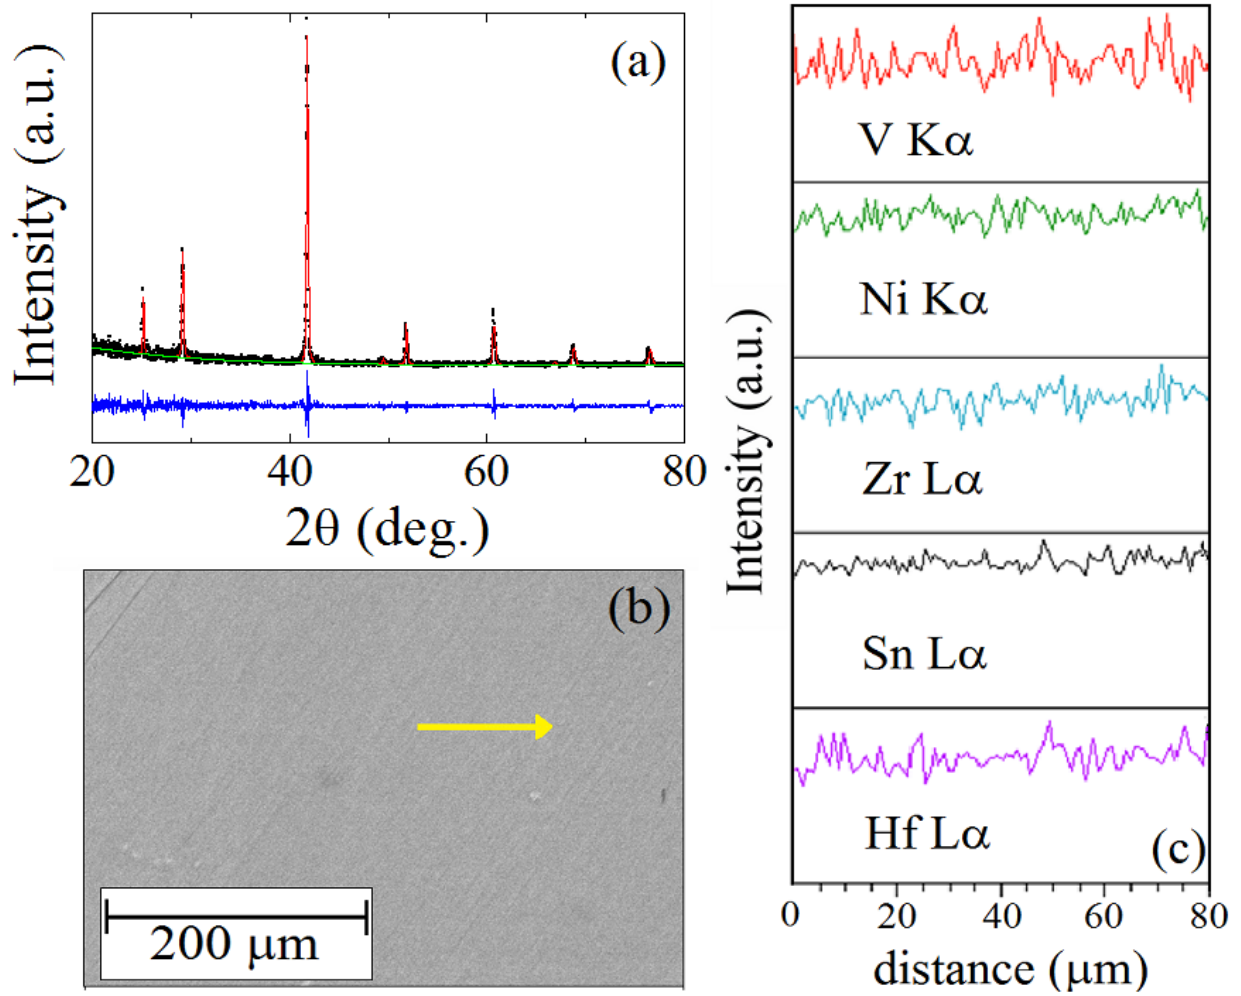 (a)
Intensity (a.u.)
20 40 60 80
2θ (deg.)
(b)
200 μm
V Kα
Ni Kα
Zr Lα
Sn Lα
Hf Lα
(c)
Intensity (a.u.)
0 20 40 60 80
distance (μm)